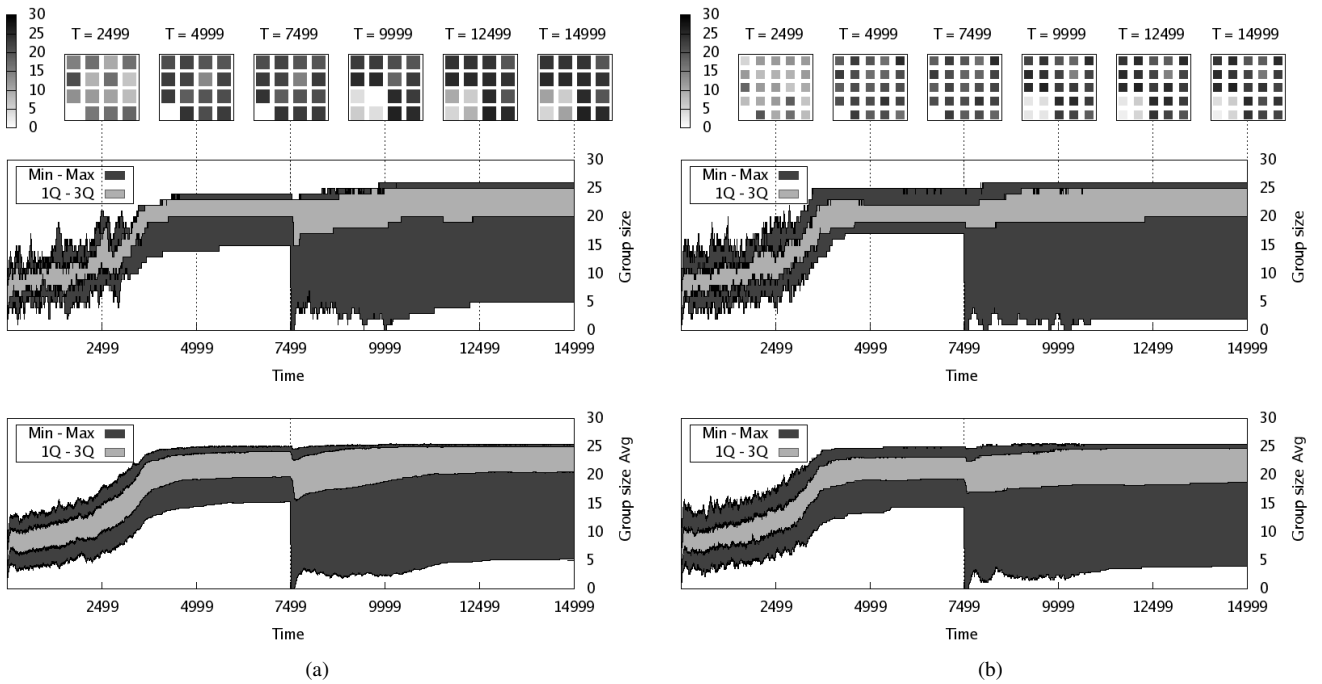 30
25
20
15
10
5
0
T = 2499
T = 4999
T = 7499
T = 9999
T = 12499
T = 14999
Min - Max
1Q - 3Q
30
25
20
15
10
5
0
Group size
2499
4999
7499
9999
12499
14999
Time
Min - Max
1Q - 3Q
30
25
20
15
10
5
0
Group size Avg
2499
4999
7499
9999
12499
14999
Time
(a)
30
25
20
15
10
5
0
T = 2499
T = 4999
T = 7499
T = 9999
T = 12499
T = 14999
Min - Max
1Q - 3Q
30
25
20
15
10
5
0
Group size
2499
4999
7499
9999
12499
14999
Time
Min - Max
1Q - 3Q
30
25
20
15
10
5
0
Group size Avg
2499
4999
7499
9999
12499
14999
Time
(b)